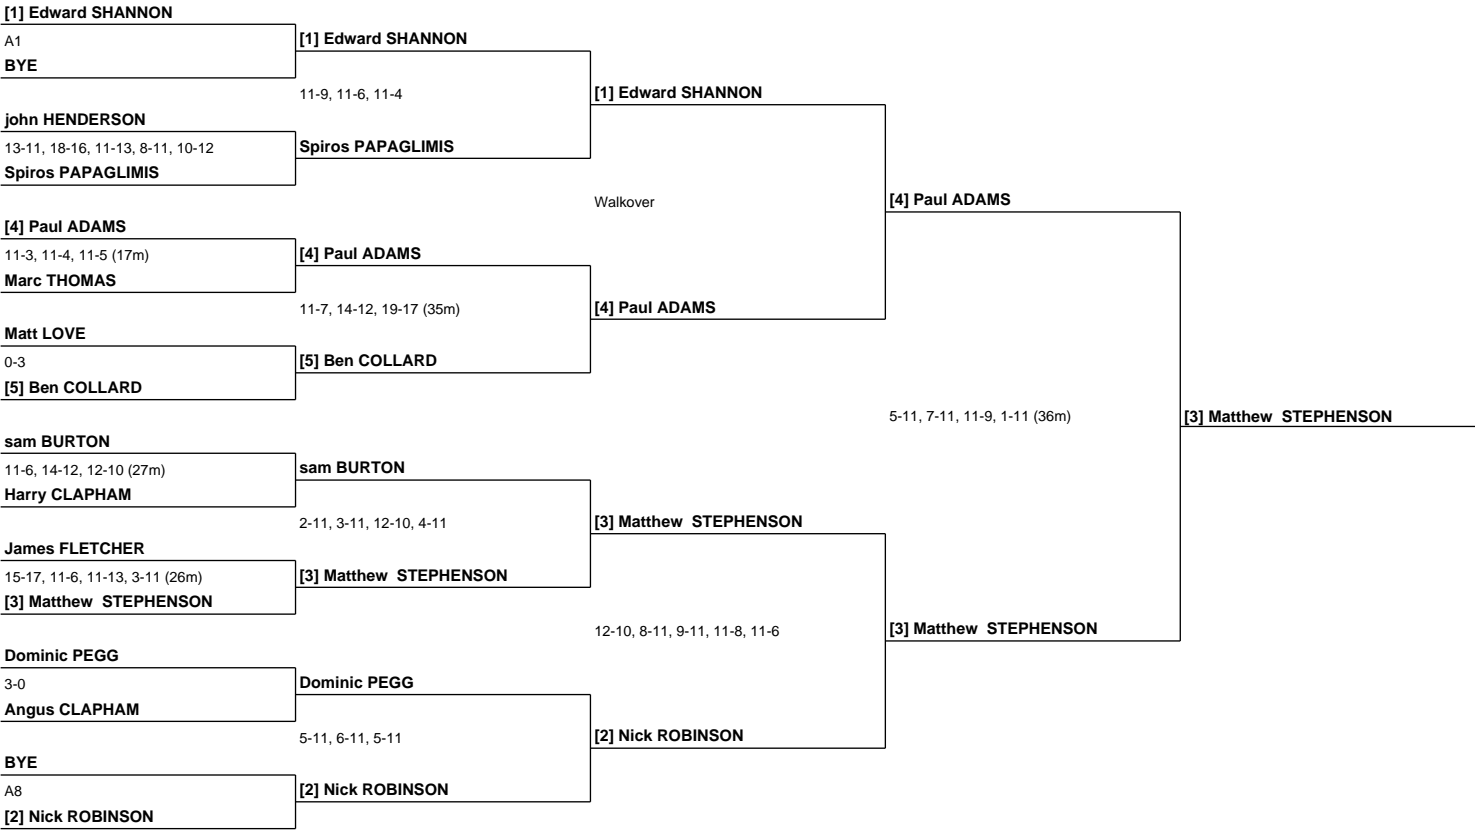 [1] Edward SHANNON
A1
BYE
john HENDERSON
13-11, 18-16, 11-13, 8-11, 10-12
Spiros PAPAGLIMIS
[4] Paul ADAMS
11-3, 11-4, 11-5 (17m)
Marc THOMAS
Matt LOVE
0-3
[5] Ben COLLARD
sam BURTON
11-6, 14-12, 12-10 (27m)
Harry CLAPHAM
James FLETCHER
15-17, 11-6, 11-13, 3-11 (26m)
[3] Matthew  STEPHENSON
Dominic PEGG
3-0
Angus CLAPHAM
BYE
A8
[2] Nick ROBINSON
[1] Edward SHANNON
11-9, 11-6, 11-4
Spiros PAPAGLIMIS
[4] Paul ADAMS
11-7, 14-12, 19-17 (35m)
[5] Ben COLLARD
sam BURTON
2-11, 3-11, 12-10, 4-11
[3] Matthew  STEPHENSON
Dominic PEGG
5-11, 6-11, 5-11
[2] Nick ROBINSON
[1] Edward SHANNON
Walkover
[4] Paul ADAMS
[3] Matthew  STEPHENSON
12-10, 8-11, 9-11, 11-8, 11-6
[2] Nick ROBINSON
[4] Paul ADAMS
5-11, 7-11, 11-9, 1-11 (36m)
[3] Matthew  STEPHENSON
[3] Matthew  STEPHENSON